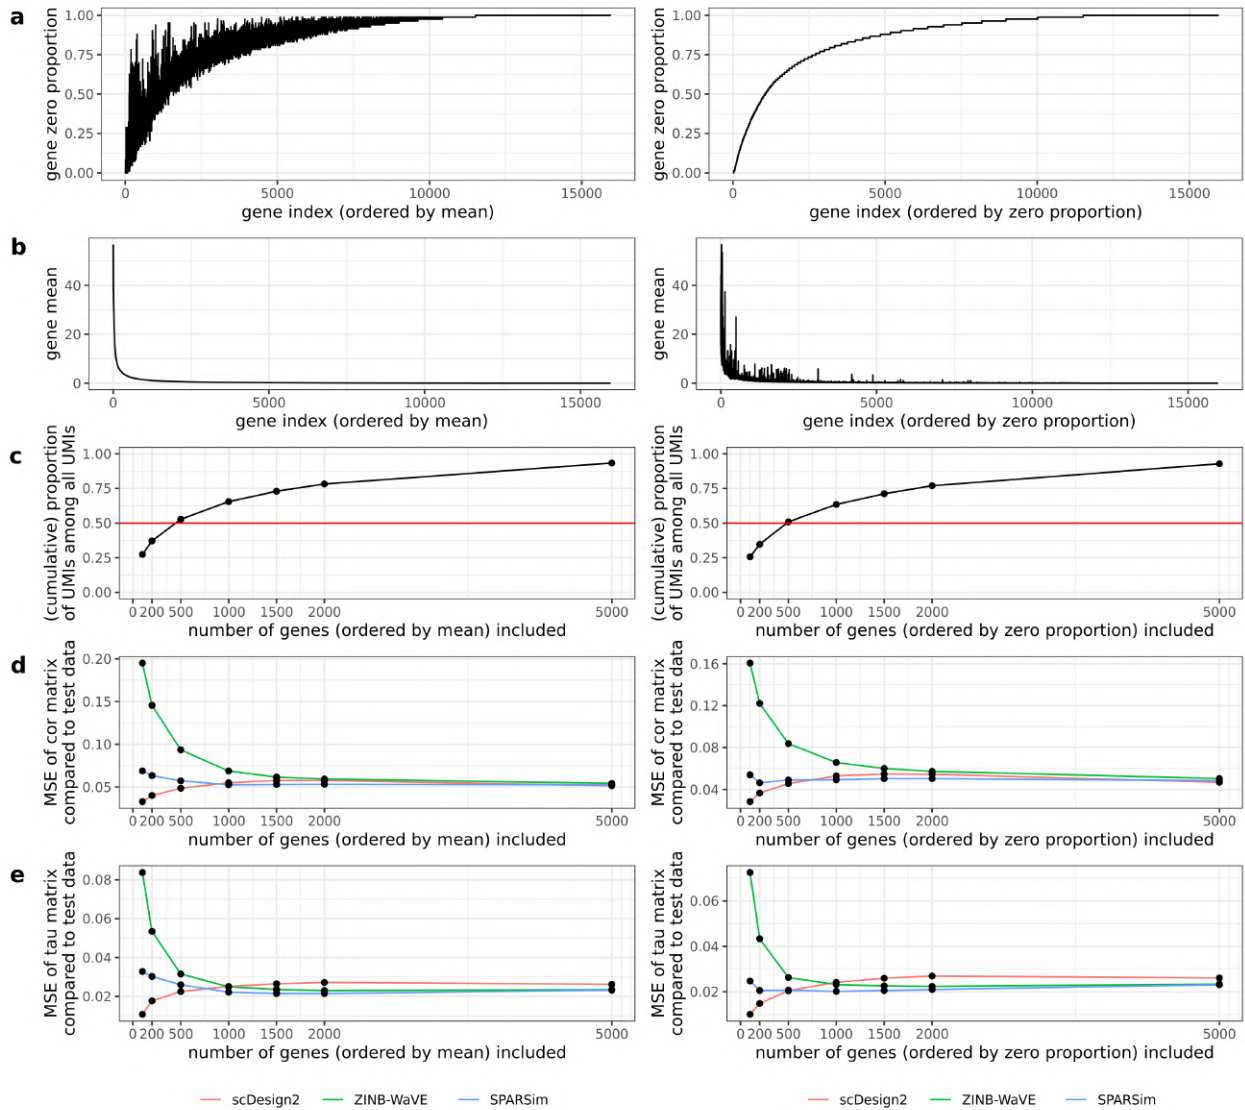 a
gene zero proportion
1.00
0.75
0.50
0.25
0.00
0
5000
10000
15000
gene index (ordered by mean)
gene zero proportion
1.00
0.75
0.50
0.25
0.00
0
5000
10000
15000
gene index (ordered by zero proportion)
b
gene mean
40
20
0
0
5000
10000
15000
gene index (ordered by mean)
gene mean
40
20
0
0
5000
10000
15000
gene index (ordered by zero proportion)
c
(cumulative) proportion
of UMIs among all UMIs
1.00
0.75
0.50
0.25
0.00
0 200 500 1000 1500 2000 5000
number of genes (ordered by mean) included
(cumulative) proportion
of UMIs among all UMIs
1.00
0.75
0.50
0.25
0.00
0 200 500 1000 1500 2000 5000
number of genes (ordered by zero proportion) included
d
MSE of cor matrix
compared to test data
0.20
0.15
0.10
0.05
0 200 500 1000 1500 2000 5000
number of genes (ordered by mean) included
MSE of cor matrix
compared to test data
0.16
0.12
0.08
0.04
0 200 500 1000 1500 2000 5000
number of genes (ordered by zero proportion) included
e
MSE of tau matrix
compared to test data
0.08
0.06
0.04
0.02
0 200 500 1000 1500 2000 5000
number of genes (ordered by mean) included
MSE of tau matrix
compared to test data
0.06
0.04
0.02
0 200 500 1000 1500 2000 5000
number of genes (ordered by zero proportion) included
scDesign2 ZINB-WaVE SPARSim
scDesign2 ZINB-WaVE SPARSim